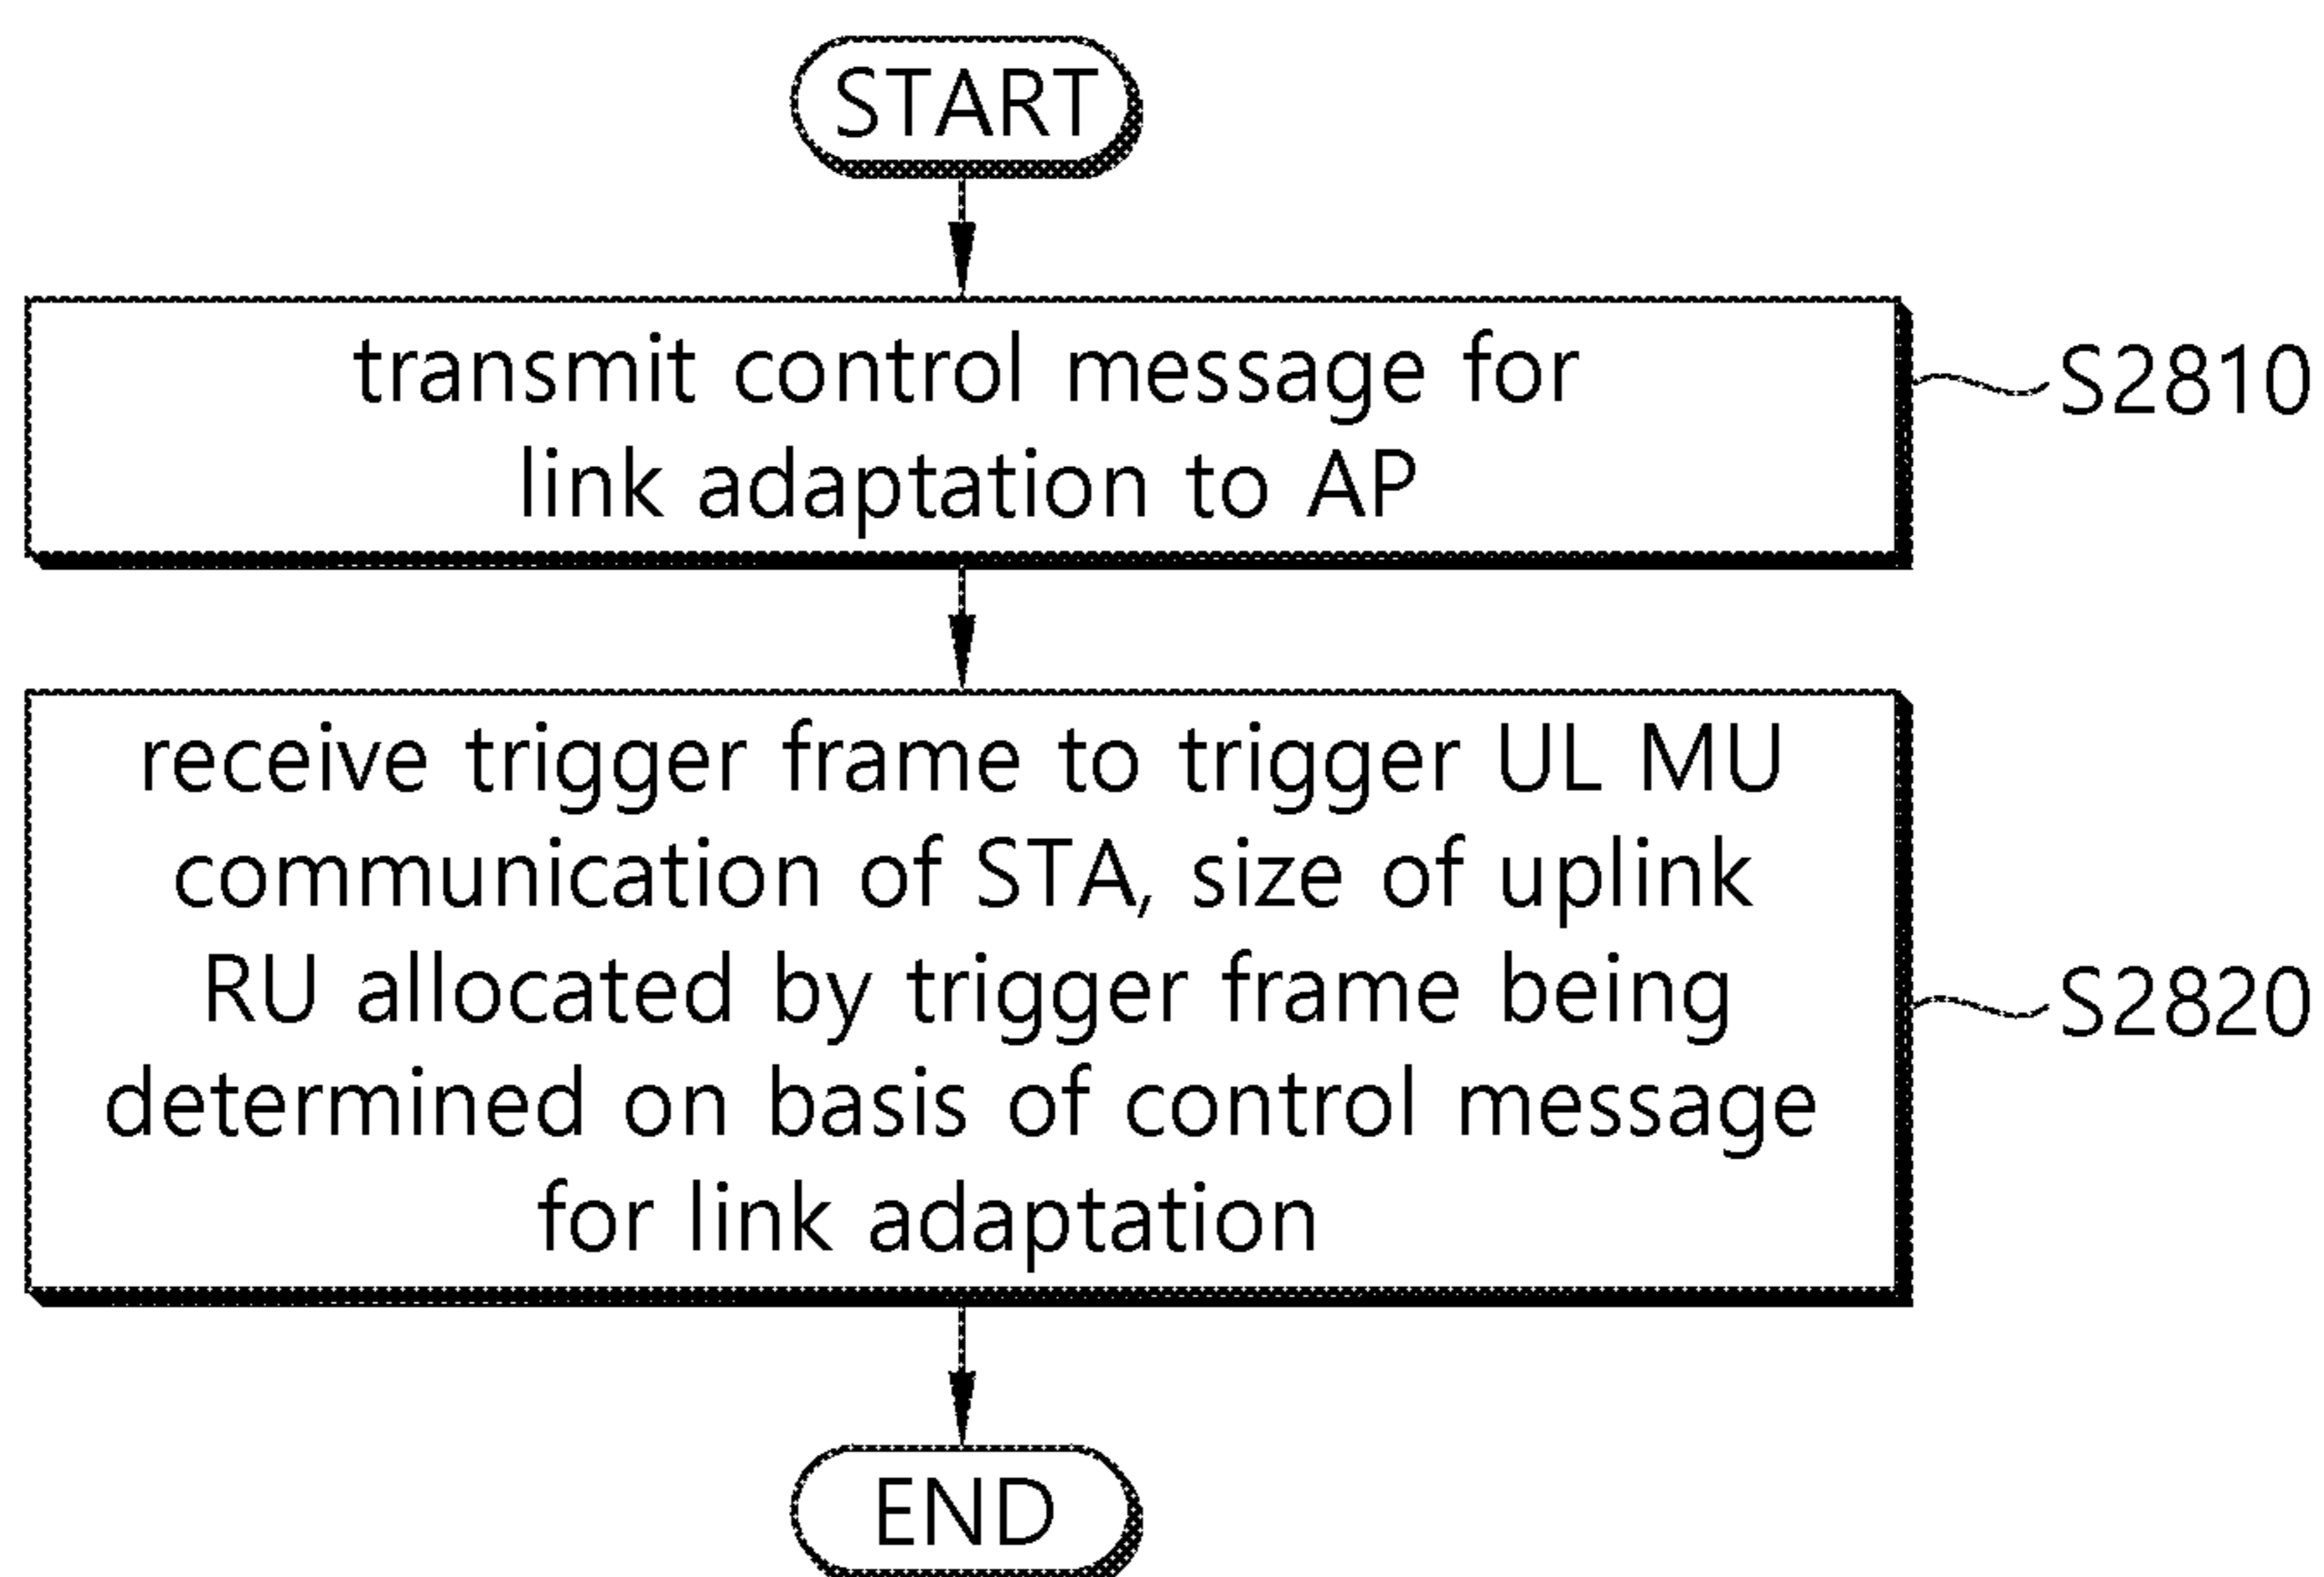 START
transmit control message for
link adaptation to AP
S2810
receive trigger frame to trigger UL MU
communication of STA, size of uplink
RU allocated by trigger frame being
determined on basis of control message
for link adaptation
S2820
END